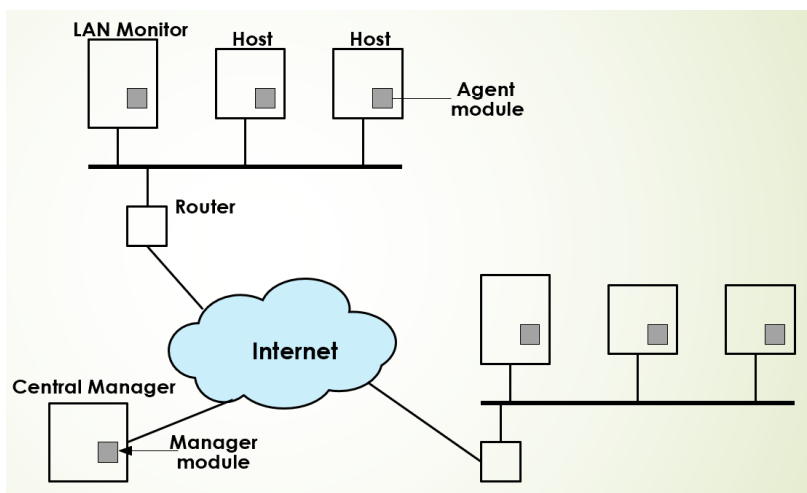 LAN Monitor
Host
Host
Agent
module
Router
Internet
Central Manager
Manager
module